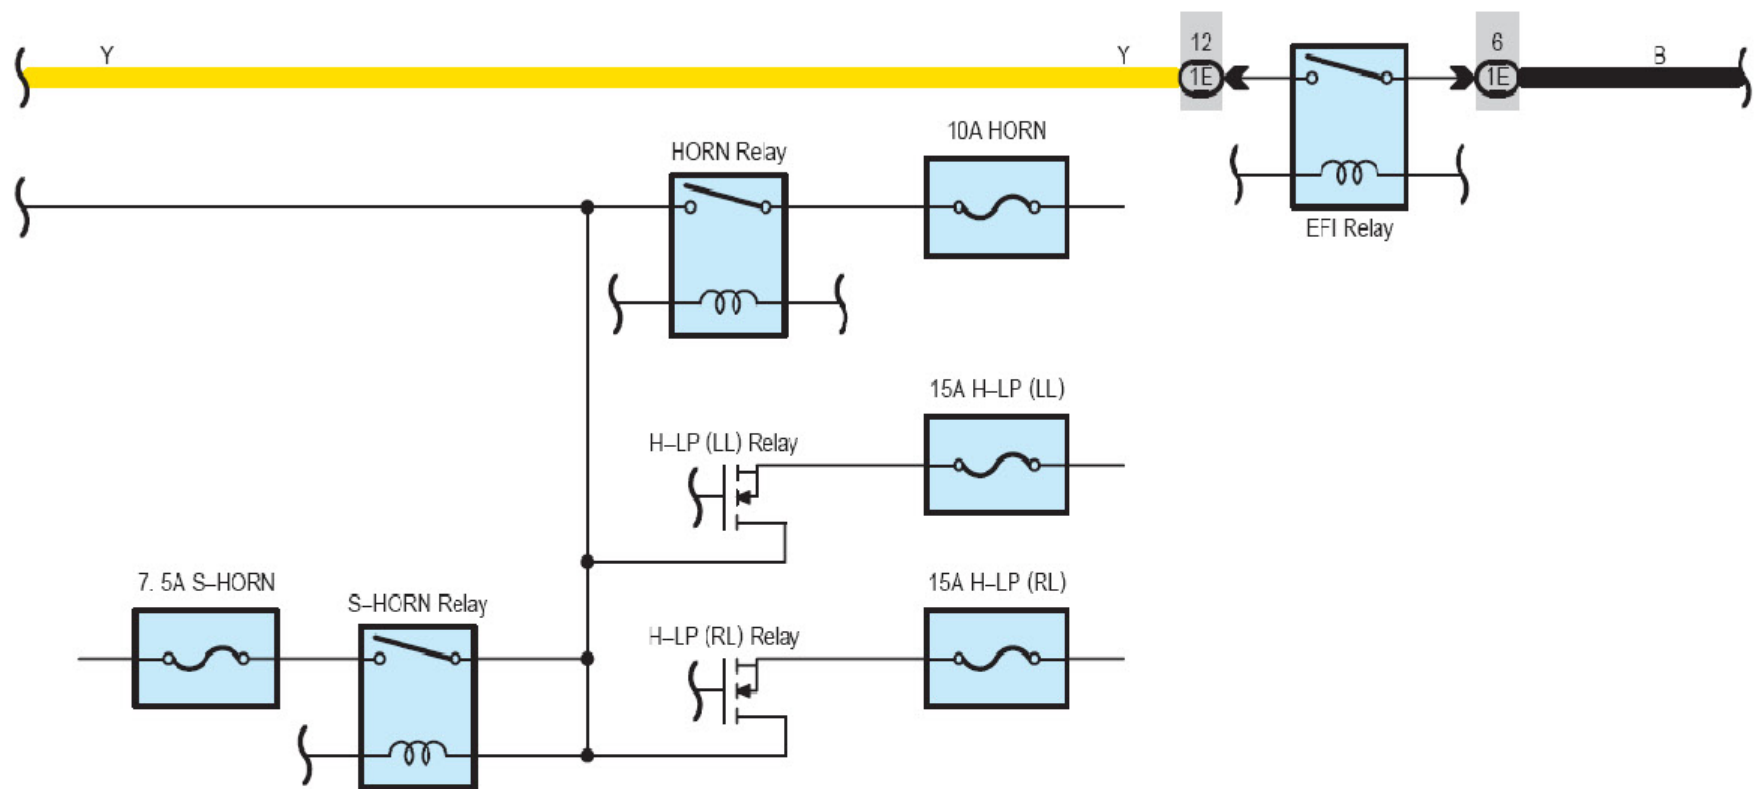 Y
Y
12
1E
6
1E
B
10A HORN
HORN Relay
EFI Relay
15A H–LP (LL)
H–LP (LL) Relay
7. 5A S–HORN
S–HORN Relay
15A H–LP (RL)
H–LP (RL) Relay